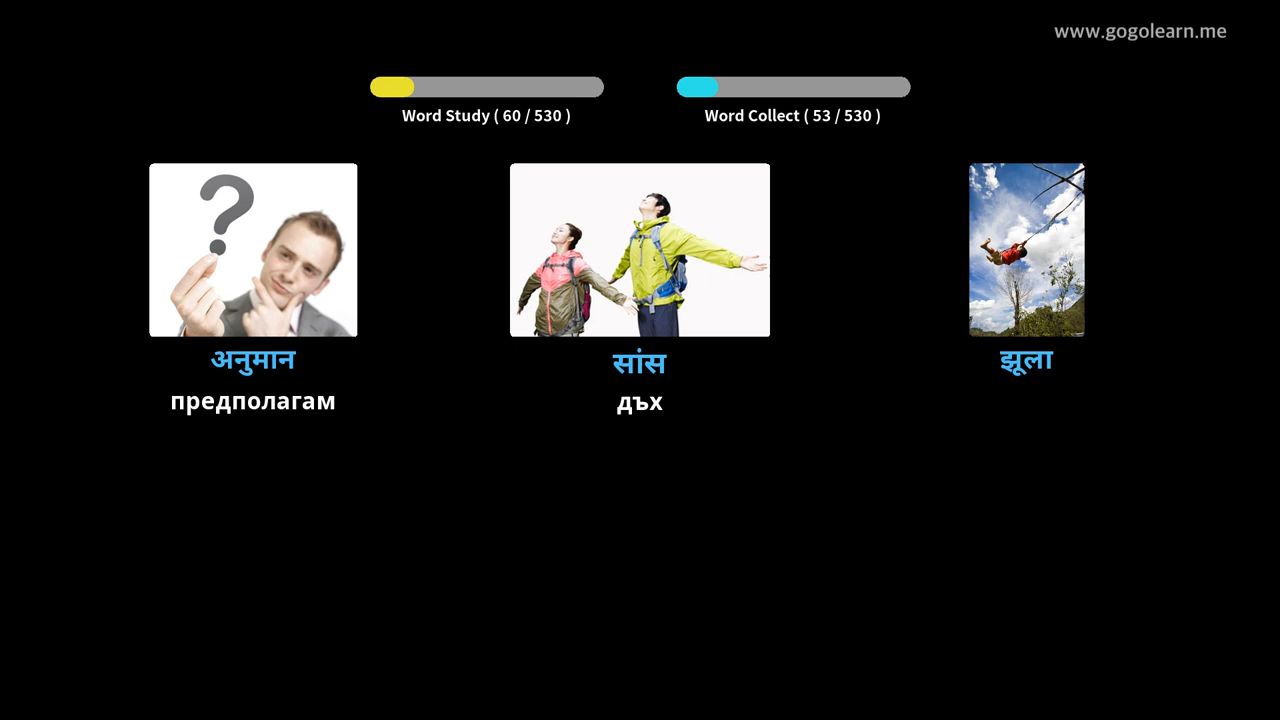 www.gogolearn.me
Word Study ( 60 / 530 )
Word Collect ( 53 / 530 )
अनुमान
предполагам
सांस
дъх
झूला